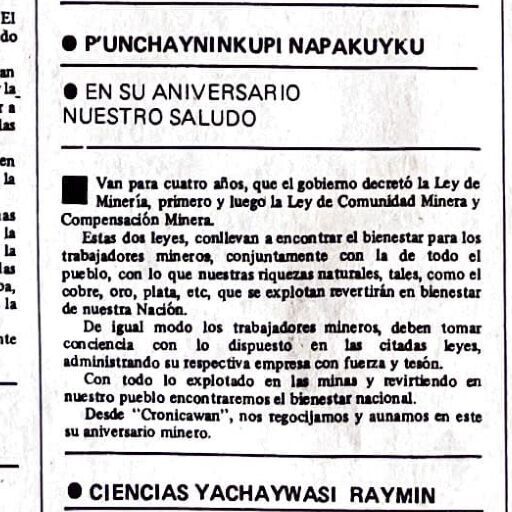 El
do
an
la
r a
las
en
la
nas
la
la
las
pa,
la
nte
● P'UNCHAYNINKUPI NAPAKUYKU
● EN SU ANIVERSARIO
NUESTRO SALUDO
■ Van para cuatro años, que el gobierno decretó la Ley de
Minería, primero y luego la Ley de Comunidad Minera y
Compensación Minera.
Estas dos leyes, conllevan a encontrar el bienestar para los
trabajadores mineros, conjuntamente con la de todo el
pueblo, con lo que nuestras riquezas naturales, tales, como el
cobre, oro, plata, etc, que se explotan revertirán en bienestar
de nuestra Nación.
De igual modo los trabajadores mineros, deben tomar
conciencia con lo dispuesto en las citadas leyes,
administrando su respectiva empresa con fuerza y tesón.
Con todo lo explotado en las minas y revirtiendo en
nuestro pueblo encontraremos el bienestar nacional.
Desde "Cronicawan", nos regocijamos y aunamos en este
su aniversario minero.
● CIENCIAS YACHAYWASI RAYMIN